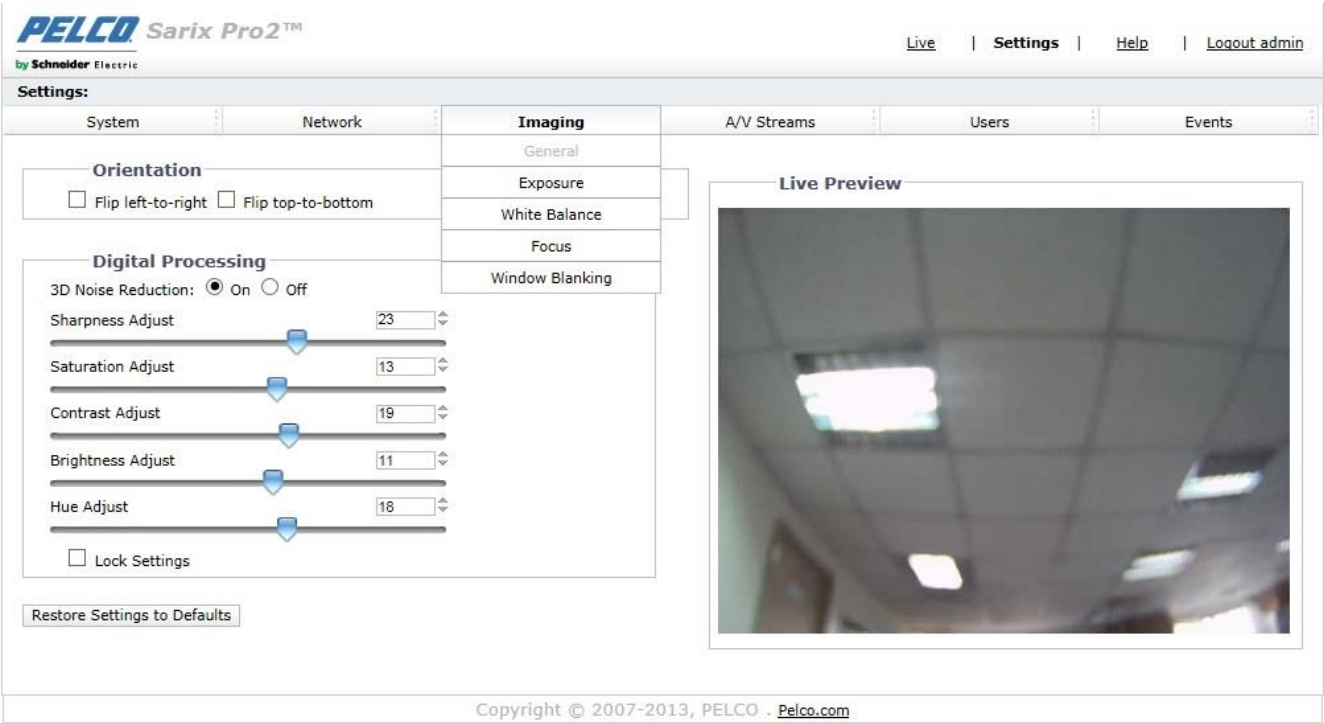 PELCO Sarix Pro2™
by Schneider Electric
Live | Settings | Help | Logout admin
Settings:
System Network Imaging A/V Streams Users Events
General
Exposure
White Balance
Focus
Window Blanking
Orientation
Flip left-to-right Flip top-to-bottom
Digital Processing
3D Noise Reduction: On Off
Sharpness Adjust 23
Saturation Adjust 13
Contrast Adjust 19
Brightness Adjust 11
Hue Adjust 18
Lock Settings
Restore Settings to Defaults
Live Preview
Copyright © 2007-2013, PELCO . Pelco.com